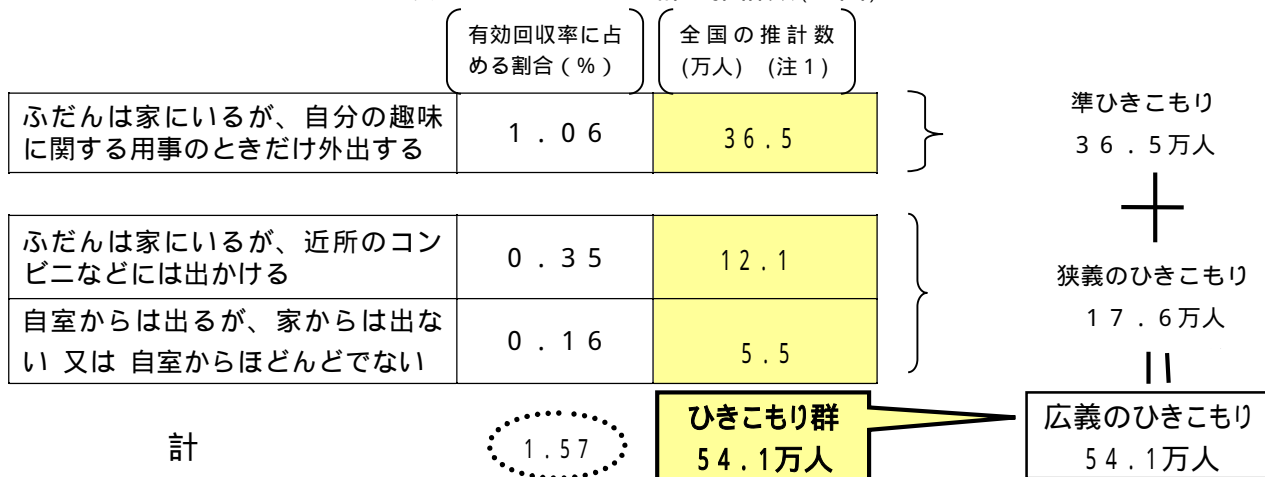 有効回収率に占
める割合(%)
全国の推計数
(万人) (注1)
ふだんは家にいるが、自分の趣味
に関する用事のときだけ外出する
1.06
36.5
準ひきこもり
36.5万人
+
ふだんは家にいるが、近所のコン
ビニなどには出かける
0.35
12.1
自室からは出るが、家からは出な
い 又は 自室からほどんどでない
0.16
5.5
狭義のひきこもり
17.6万人
計
1.57
ひきこもり群
54.1万人
広義のひきこもり
54.1万人